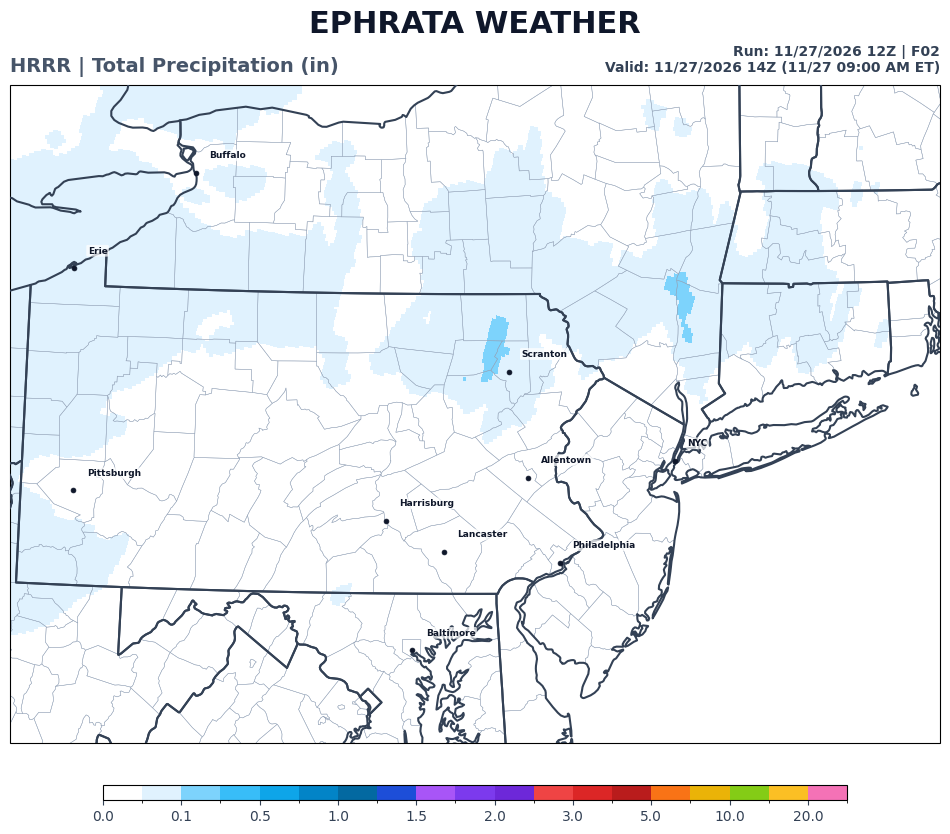 EPHRATA WEATHER
HRRR | Total Precipitation (in)
Run: 11/27/2026 12Z | F02
Valid: 11/27/2026 14Z (11/27 09:00 AM ET)
Buffalo
Erie
Scranton
NYC
Pittsburgh
Allentown
Harrisburg
Lancaster
Philadelphia
Baltimore
0.0 0.1 0.5 1.0 1.5 2.0 3.0 5.0 10.0 20.0